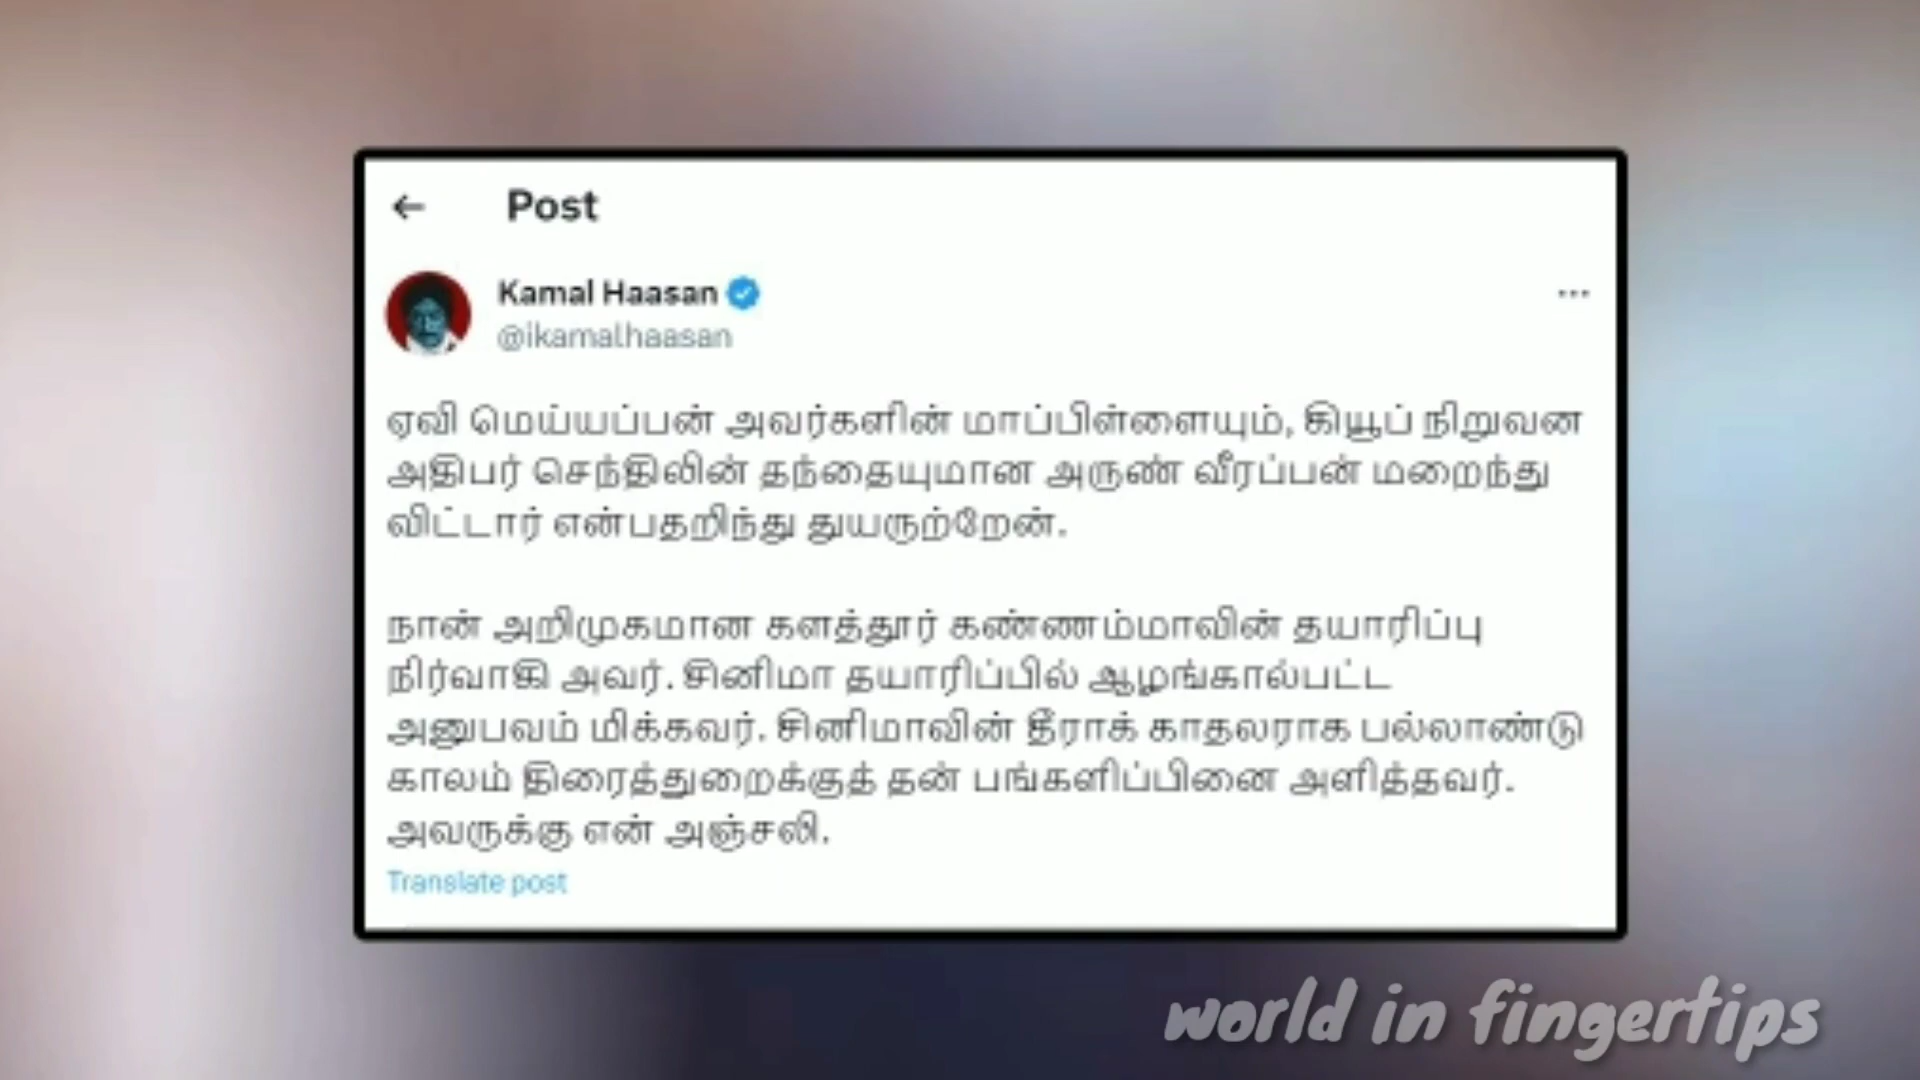 Post
Kamal Haasan
@ikamalhaasan
ஏவி மெய்யப்பன் அவர்களின் மாப்பிள்ளையும், கியூப் நிறுவன
அதிபர் செந்திலின் தந்தையுமான அருண் வீரப்பன் மறைந்து
விட்டார் என்பதறிந்து துயருற்றேன்.
நான் அறிமுகமான களத்தூர் கண்ணம்மாவின் தயாரிப்பு
நிர்வாகி அவர். சினிமா தயாரிப்பில் ஆழங்கால்பட்ட
அனுபவம் மிக்கவர். சினிமாவின் தீராக் காதலராக பல்லாண்டு
காலம் திரைத்துறைக்குத் தன் பங்களிப்பினை அளித்தவர்.
அவருக்கு என் அஞ்சலி.
Translate post
world in fingertips